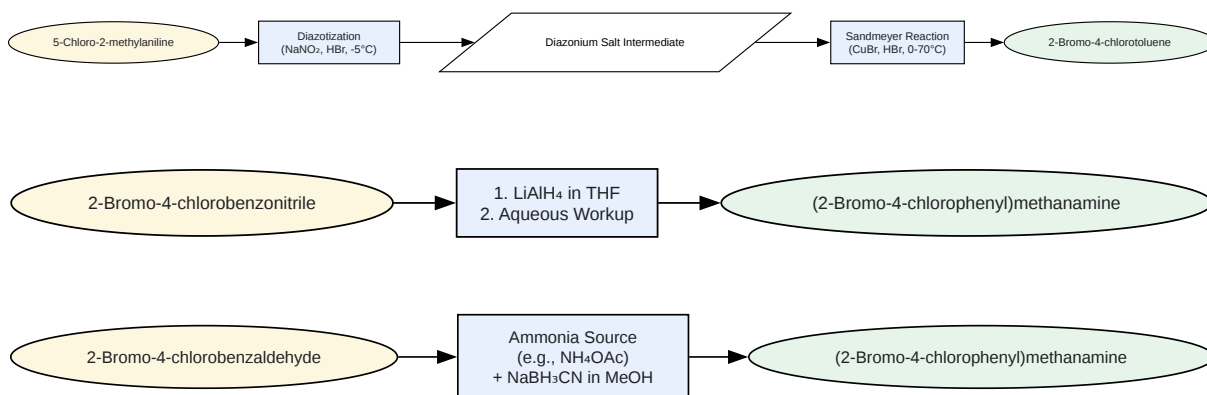 5-Chloro-2-methylaniline
Diazotization
(NaNO₂, HBr, -5°C)
Diazonium Salt Intermediate
Sandmeyer Reaction
(CuBr, HBr, 0-70°C)
2-Bromo-4-chlorotoluene
2-Bromo-4-chlorobenzonitrile
1. LiAlH₄ in THF
2. Aqueous Workup
(2-Bromo-4-chlorophenyl)methanamine
2-Bromo-4-chlorobenzaldehyde
Ammonia Source
(e.g., NH₄OAc)
+ NaBH₃CN in MeOH
(2-Bromo-4-chlorophenyl)methanamine